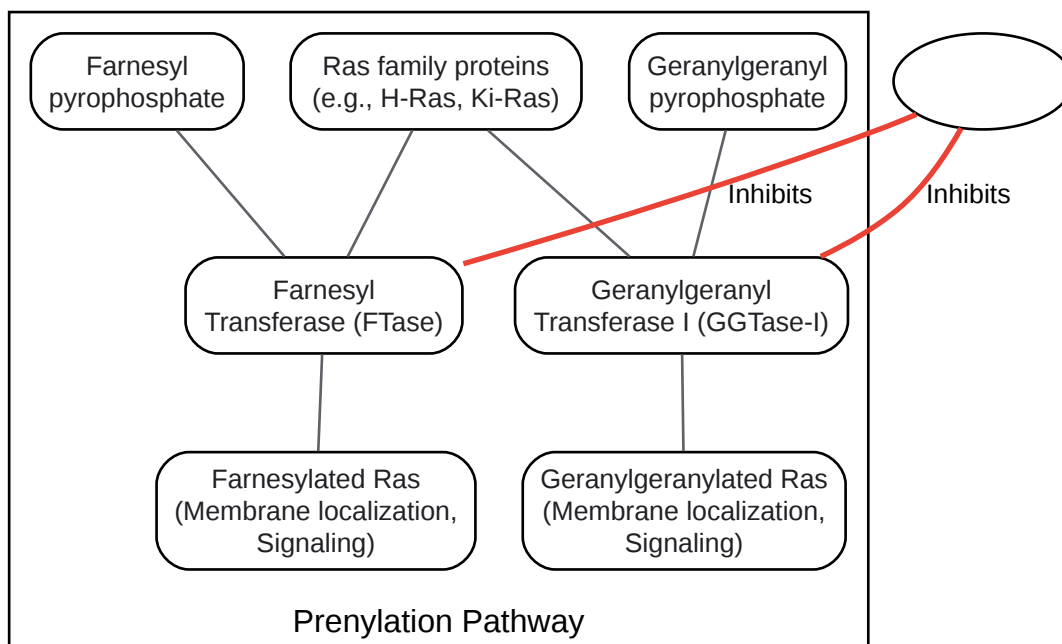 Farnesyl
pyrophosphate
Ras family proteins
(e.g., H-Ras, Ki-Ras)
Geranylgeranyl
pyrophosphate
Inhibits
Inhibits
Farnesyl
Transferase (FTase)
Geranylgeranyl
Transferase I (GGTase-I)
Farnesylated Ras
(Membrane localization,
Signaling)
Geranylgeranylated Ras
(Membrane localization,
Signaling)
Prenylation Pathway